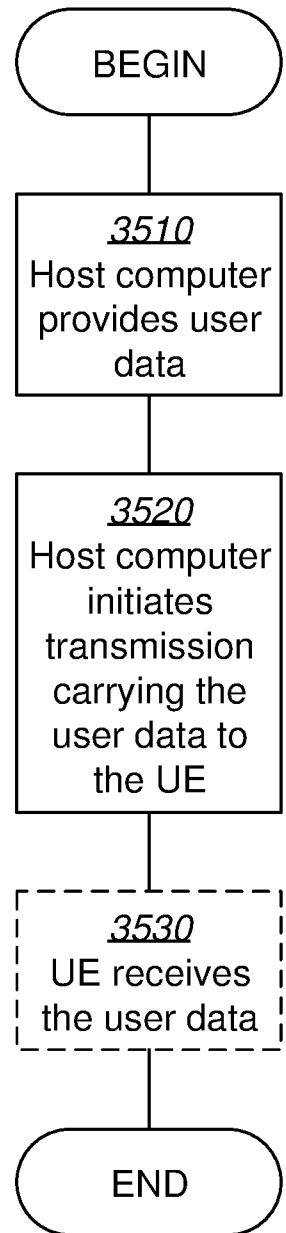 BEGIN
3510
Host computer
provides user
data
3520
Host computer
initiates
transmission
carrying the
user data to
the UE
3530
UE receives
the user data
END